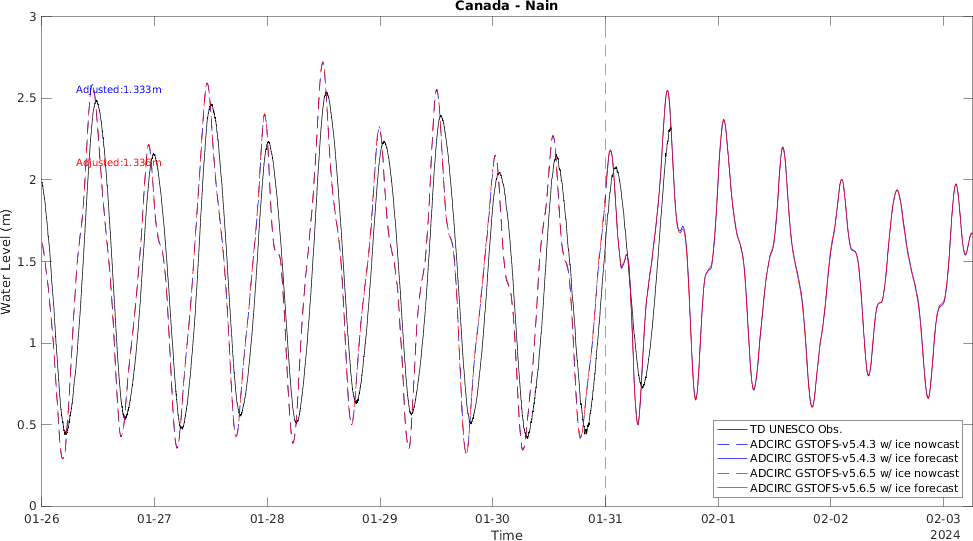 Canada - Nain
3
2.5
2
1.5
1
0.5
0
Water Level (m)
Adjusted:1.333m
Adjusted:1.336m
TD UNESCO Obs.
ADCIRC GSTOFS-v5.4.3 w/ ice nowcast
ADCIRC GSTOFS-v5.4.3 w/ ice forecast
ADCIRC GSTOFS-v5.6.5 w/ ice nowcast
ADCIRC GSTOFS-v5.6.5 w/ ice forecast
01-26 01-27 01-28 01-29 01-30 01-31 02-01 02-02 02-03
Time
2024